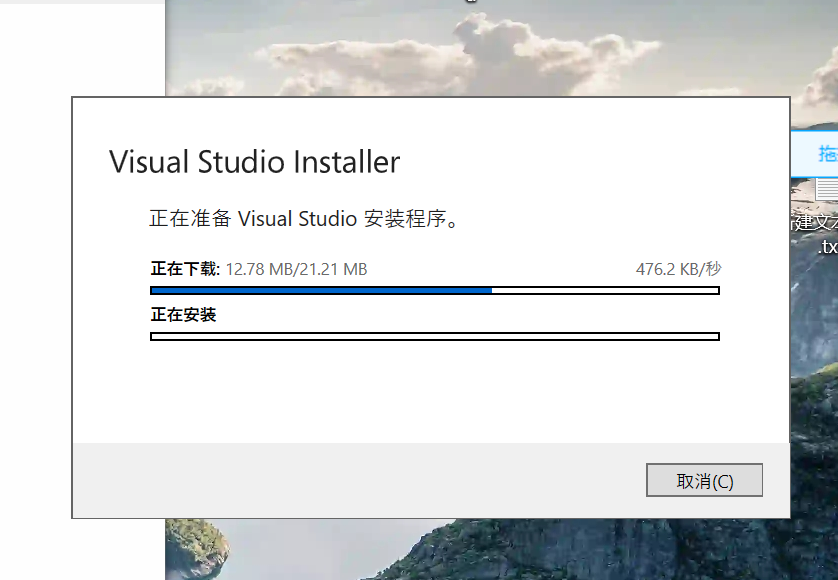 Visual Studio Installer
正在准备 Visual Studio 安装程序。
正在下载: 12.78 MB/21.21 MB
476.2 KB/秒
正在安装
取消(C)
拖
建文本
.tx